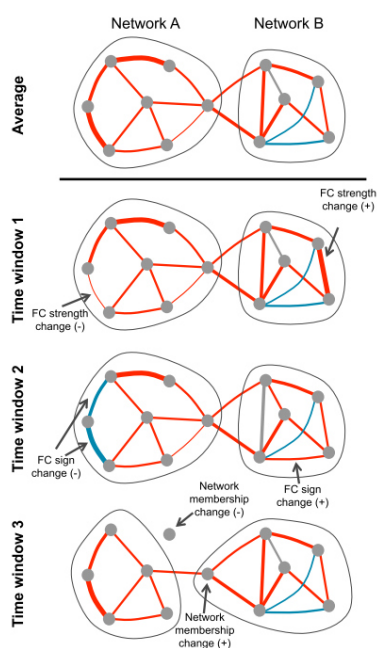 Network A
Network B
Average
Time window 1
FC strength
change (+)
FC strength
change (-)
Time window 2
FC sign
change (-)
FC sign
change (+)
Time window 3
Network
membership
change (-)
Network
membership
change (+)